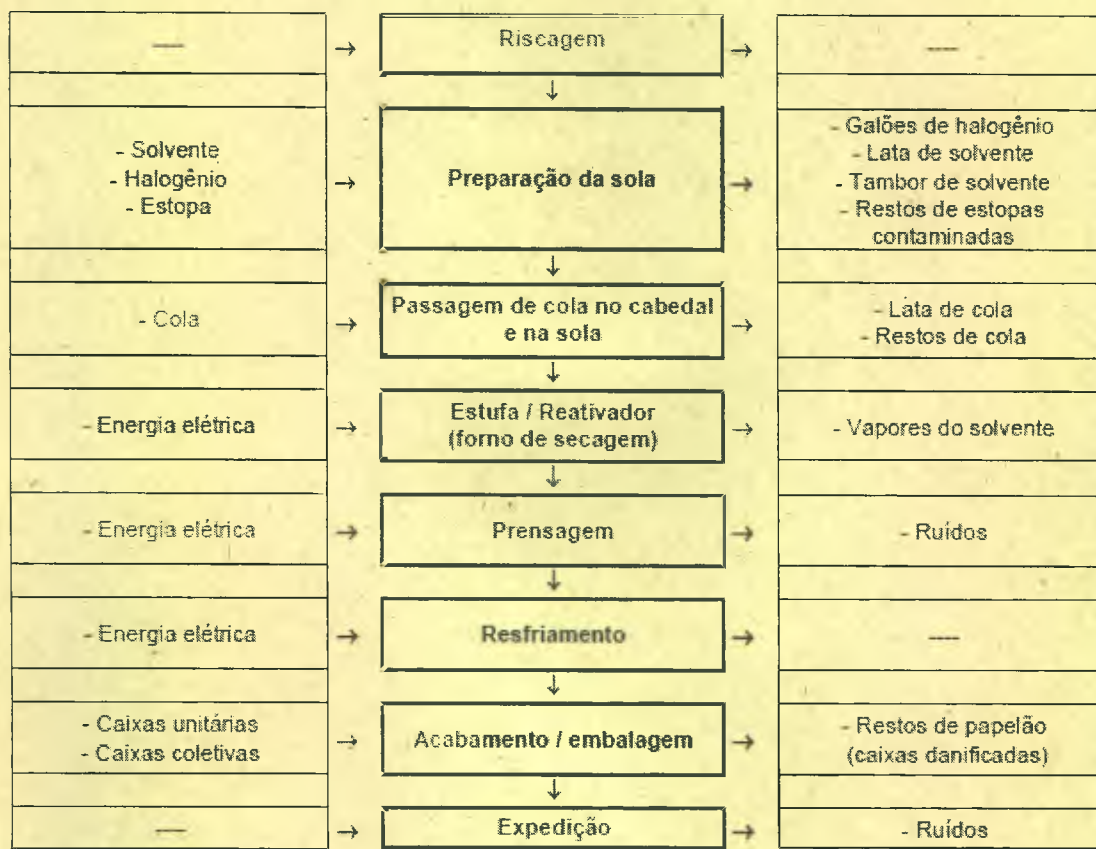 ---- → Riscagem → ----
↓
- Solvente
- Halogênio
- Estopa
→
Preparação da sola
→
- Galões de halogênio
- Lata de solvente
- Tambor de solvente
- Restos de estopas
contaminadas
↓
- Cola
→
Passagem de cola no cabedal
e na sola
→
- Lata de cola
- Restos de cola
↓
- Energia elétrica
→
Estufa / Reativador
(forno de secagem)
→
- Vapores do solvente
↓
- Energia elétrica → Prensagem → - Ruídos
↓
- Energia elétrica → Resfriamento → ----
↓
- Caixas unitárias
- Caixas coletivas
→
Acabamento / embalagem
→
- Restos de papelão
(caixas danificadas)
↓
---- → Expedição → - Ruídos